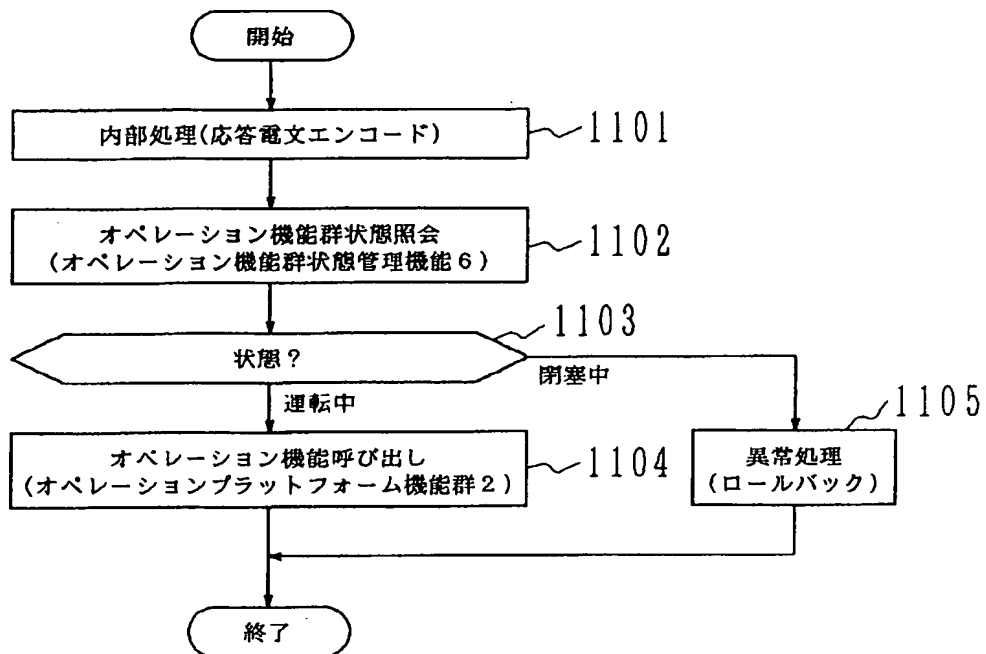 開始
内部処理(応答電文エンコード)
1101
オペレーション機能群状態照会
(オペレーション機能群状態管理機能6)
1102
状態?
1103
閉塞中
運転中
オペレーション機能呼び出し
(オペレーションプラットフォーム機能群2)
1104
異常処理
(ロールバック)
1105
終了